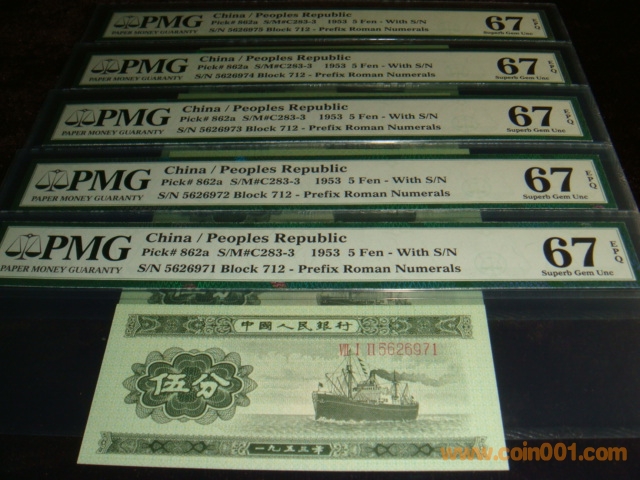 PMG
PAPER MONEY GUARANTY
China / Peoples Republic
Pick# 862a S/M#C283-3 1953 5 Fen - With S/N
S/N 5626975 Block 712 - Prefix Roman Numerals
67 EPQ
Superb Gem Unc
PMG
PAPER MONEY GUARANTY
China / Peoples Republic
Pick# 862a S/M#C283-3 1953 5 Fen - With S/N
S/N 5626974 Block 712 - Prefix Roman Numerals
67 EPQ
Superb Gem Unc
PMG
PAPER MONEY GUARANTY
China / Peoples Republic
Pick# 862a S/M#C283-3 1953 5 Fen - With S/N
S/N 5626973 Block 712 - Prefix Roman Numerals
67 EPQ
Superb Gem Unc
PMG
PAPER MONEY GUARANTY
China / Peoples Republic
Pick# 862a S/M#C283-3 1953 5 Fen - With S/N
S/N 5626972 Block 712 - Prefix Roman Numerals
67 EPQ
Superb Gem Unc
PMG
PAPER MONEY GUARANTY
China / Peoples Republic
Pick# 862a S/M#C283-3 1953 5 Fen - With S/N
S/N 5626971 Block 712 - Prefix Roman Numerals
67 EPQ
Superb Gem Unc
中國人民銀行
VII I II 5626971
伍分
一九五三年
www.coin001.com